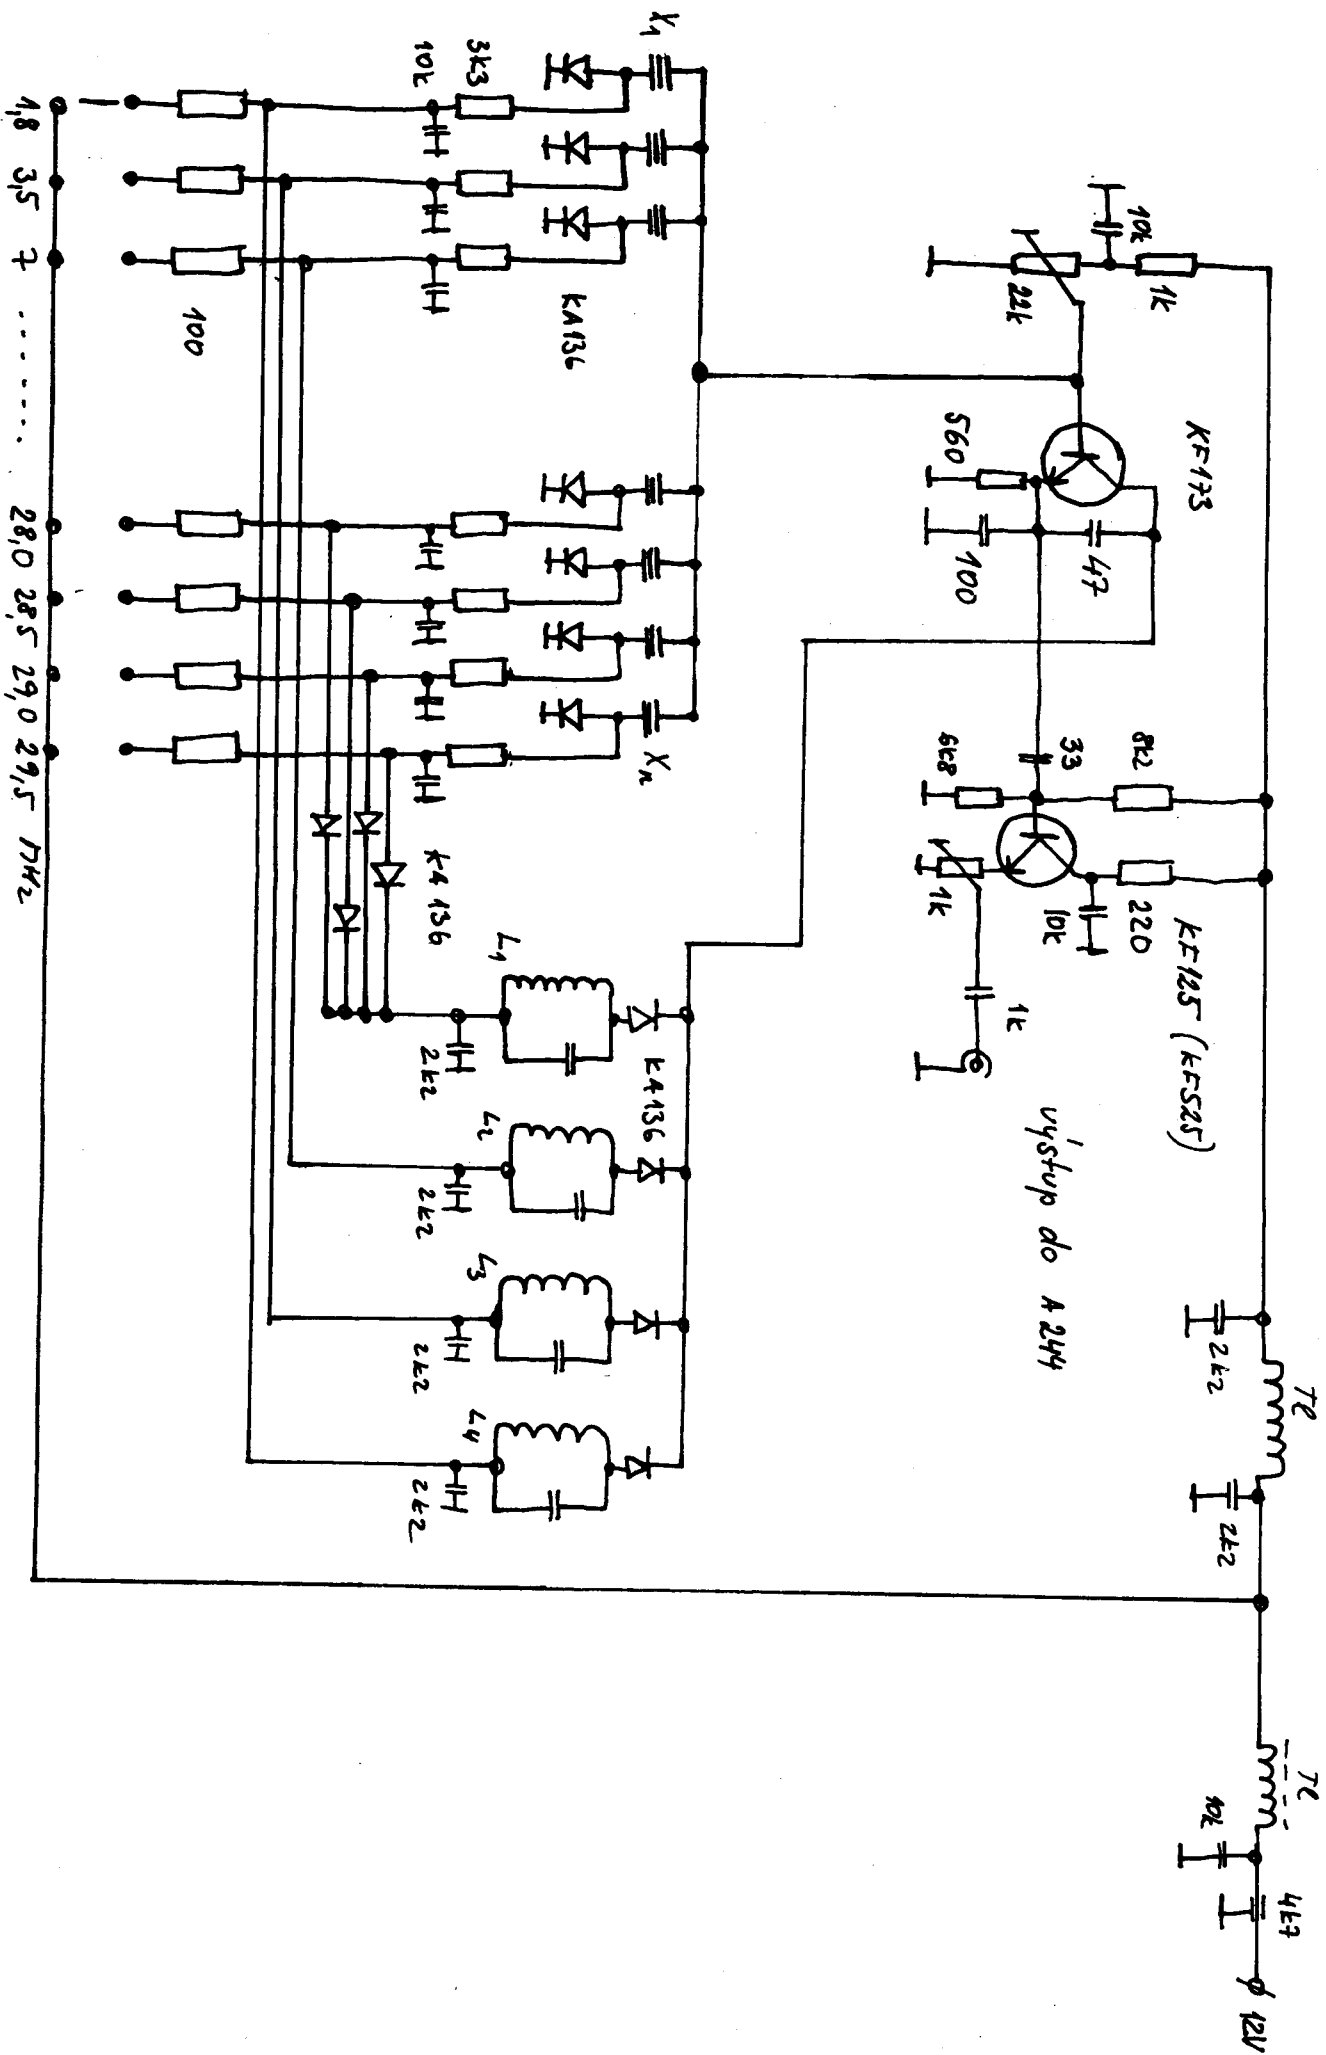 X1
3k3
10k
KA136
100
1,8 3,5 7 ........ 28,0 28,5 29,0 29,5 MHz
Xn
KA136
10k
1k
22k
KF173
560
100
47
33
8k2
6k8
1k
10k
220
KF125 (KF525)
1k
výstup do A244
L1
2k2
KA136
L2
2k2
L3
2k2
L4
2k2
2k2
Tl
2k2
Tl
10k
4k7
12V